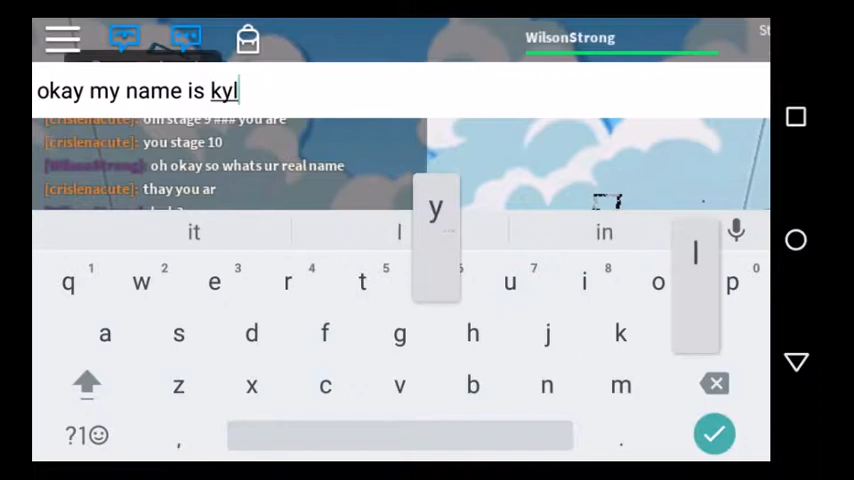 WilsonStrong
St
okay my name is kyl
[crislenacute]: stage 9 ### you are
[crislenacute]: you stage 10
[WilsonStrong]: oh okay so whats ur real name
[crislenacute]: thay you ar
it
in
y
l
q 1 w 2 e 3 r 4 t 5 6 u 7 i 8 o p 0
a s d f g h j k
z x c v b n m
?1☺ , .